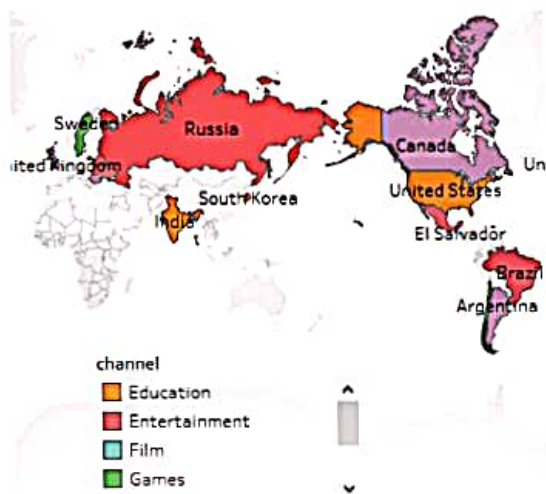 Sweden
Russia
Canada
ited Kingdom
Un
United States
South Korea
India
El Salvador
Brazil
Argentina
channel
Education
Entertainment
Film
Games